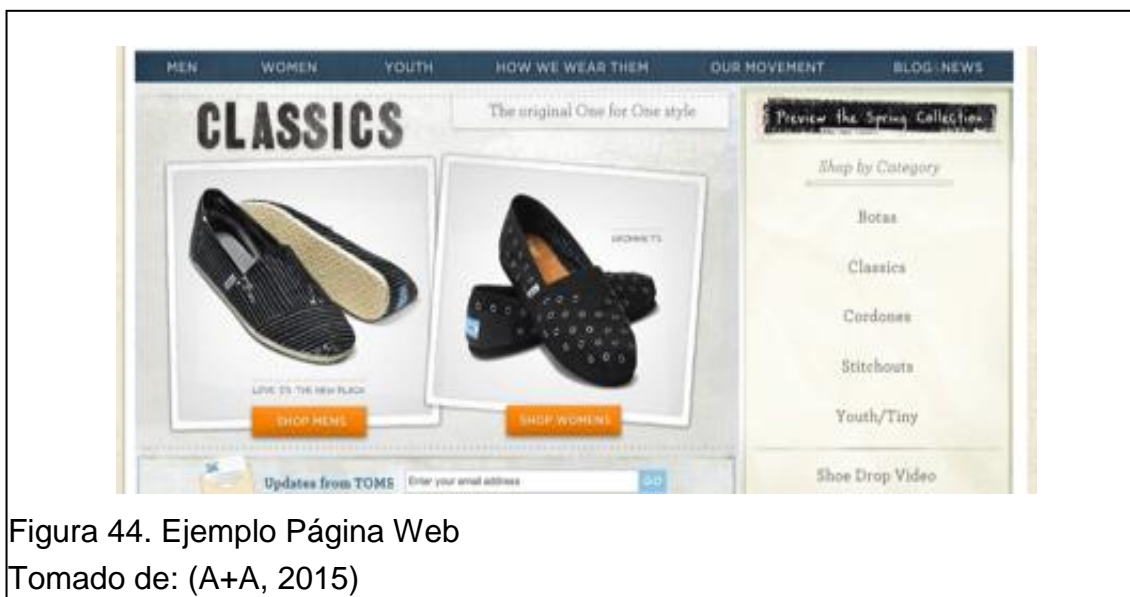 MEN WOMEN YOUTH HOW WE WEAR THEM OUR MOVEMENT BLOG NEWS
CLASSICS
The original One for One style
SHOP MENS
SHOP WOMENS
Updates from TOMS Enter your email address GO
Preview the Spring Collection
Shop by Category
Botas
Classics
Cordones
Stitchouts
Youth/Tiny
Shoe Drop Video
Figura 44. Ejemplo Página Web
Tomado de: (A+A, 2015)